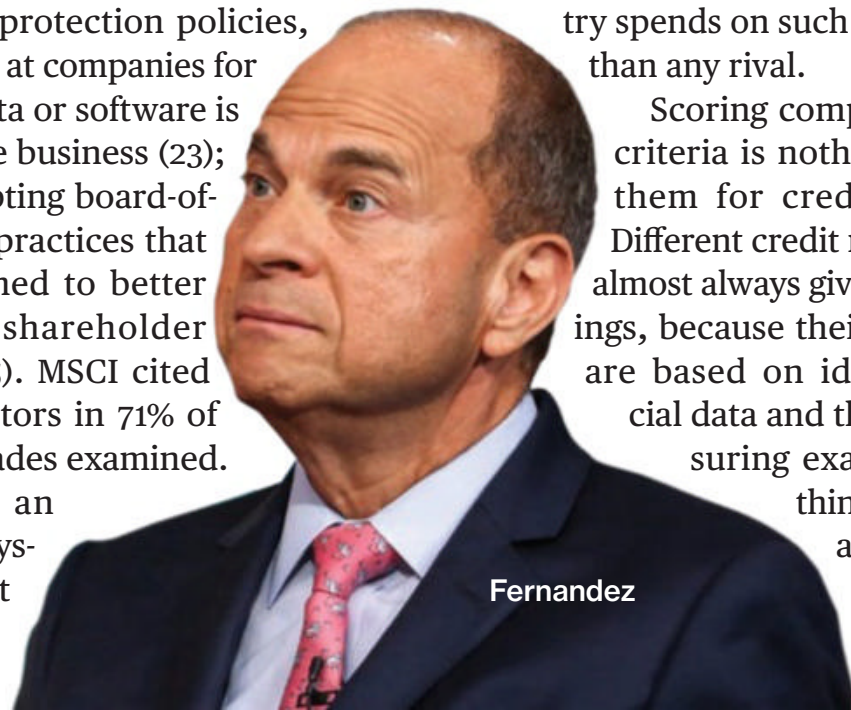 protection policies,
at companies for
ta or software is
e business (23);
pting board-of-
practices that
ned to better
shareholder
). MSCI cited
tors in 71% of
ades examined.
an
ys-
t
try spends on such
than any rival.
Scoring comp
criteria is noth
them for cred
Different credit
almost always giv
ings, because thei
are based on id
cial data and th
suring exa
thin
a
Fernandez